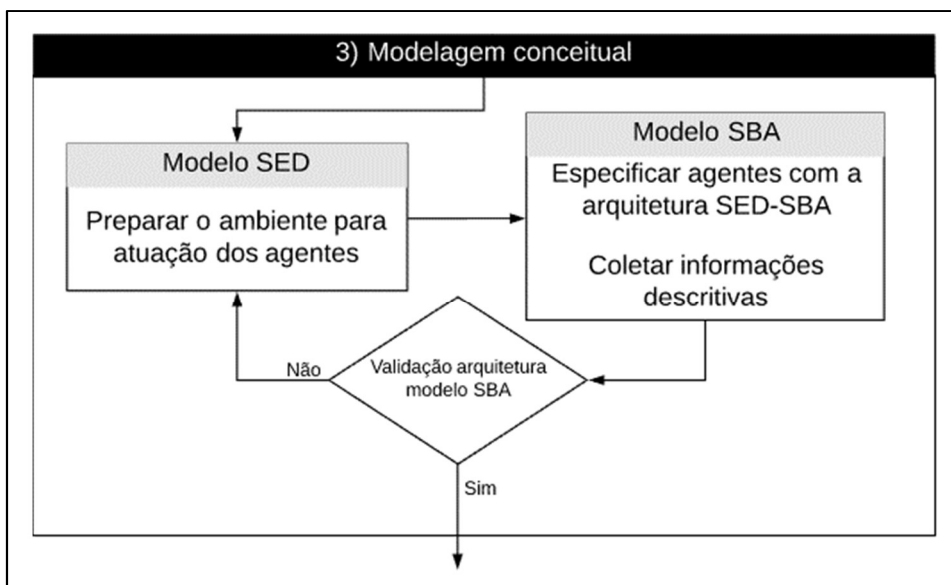 3) Modelagem conceitual
Modelo SED
Preparar o ambiente para
atuação dos agentes
Modelo SBA
Especificar agentes com a
arquitetura SED-SBA
Coletar informações
descritivas
Validação arquitetura
modelo SBA
Não
Sim